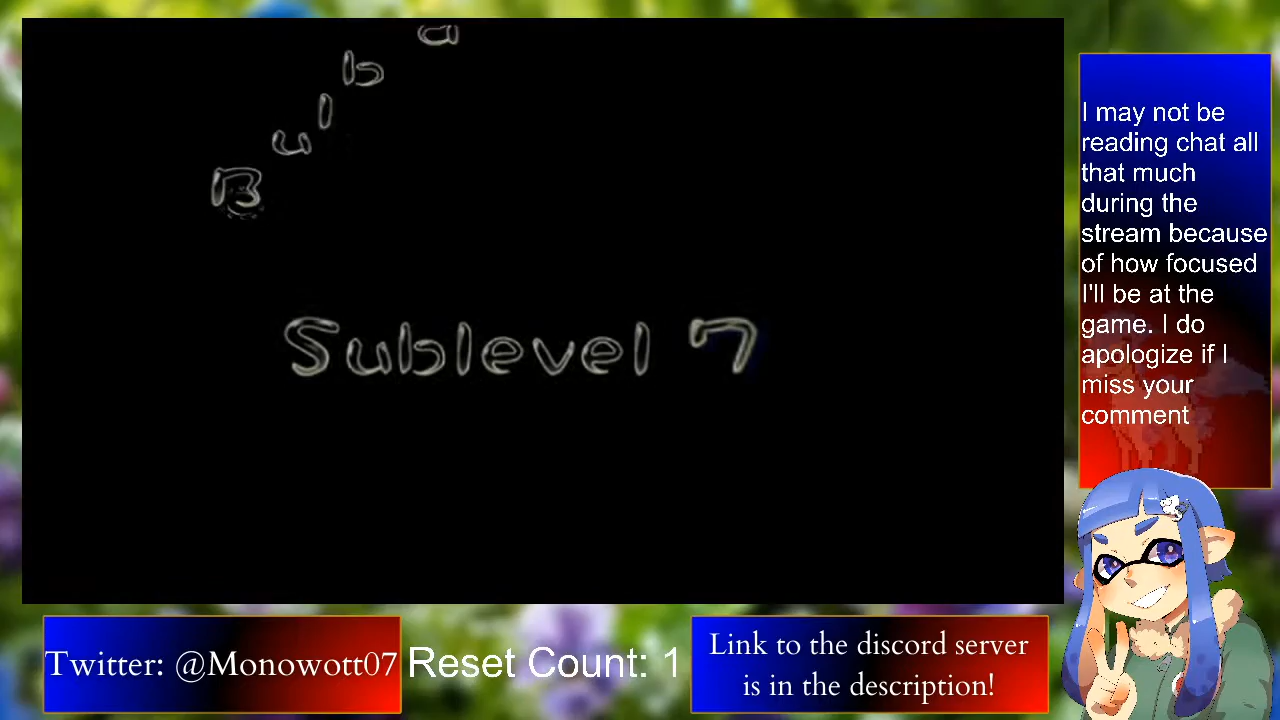 Bulba
Sublevel 7
I may not be
reading chat all
that much
during the
stream because
of how focused
I'll be at the
game. I do
apologize if I
miss your
comment
Twitter: @Monowott07
Reset Count: 1
Link to the discord server
is in the description!